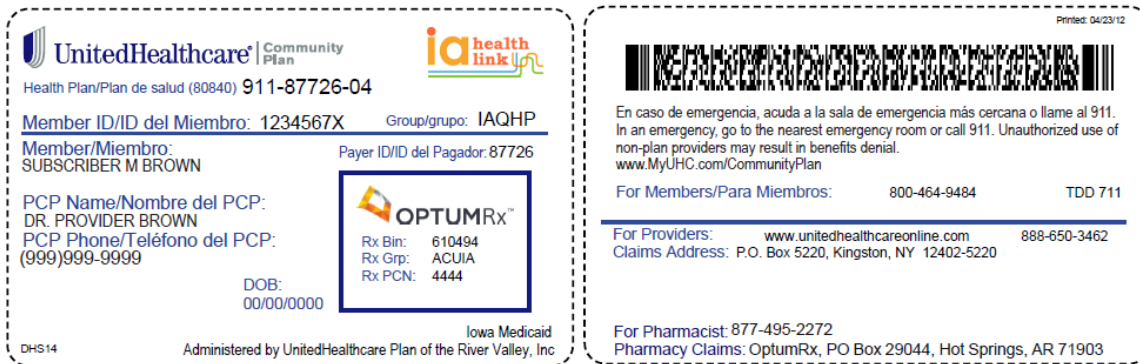 UnitedHealthcare® Community Plan
ia health link
Health Plan/Plan de salud (80840) 911-87726-04
Member ID/ID del Miembro: 1234567X Group/grupo: IAQHP
Member/Miembro:
SUBSCRIBER M BROWN
Payer ID/ID del Pagador: 87726
PCP Name/Nombre del PCP:
DR. PROVIDER BROWN
PCP Phone/Teléfono del PCP:
(999)999-9999
OPTUMRx™
Rx Bin: 610494
Rx Grp: ACUIA
Rx PCN: 4444
DOB:
00/00/0000
Iowa Medicaid
DHS14 Administered by UnitedHealthcare Plan of the River Valley, Inc
Printed: 04/23/12
En caso de emergencia, acuda a la sala de emergencia más cercana o llame al 911.
In an emergency, go to the nearest emergency room or call 911. Unauthorized use of
non-plan providers may result in benefits denial.
www.MyUHC.com/CommunityPlan
For Members/Para Miembros: 800-464-9484 TDD 711
For Providers: www.unitedhealthcareonline.com 888-650-3462
Claims Address: P.O. Box 5220, Kingston, NY 12402-5220
For Pharmacist: 877-495-2272
Pharmacy Claims: OptumRx, PO Box 29044, Hot Springs, AR 71903